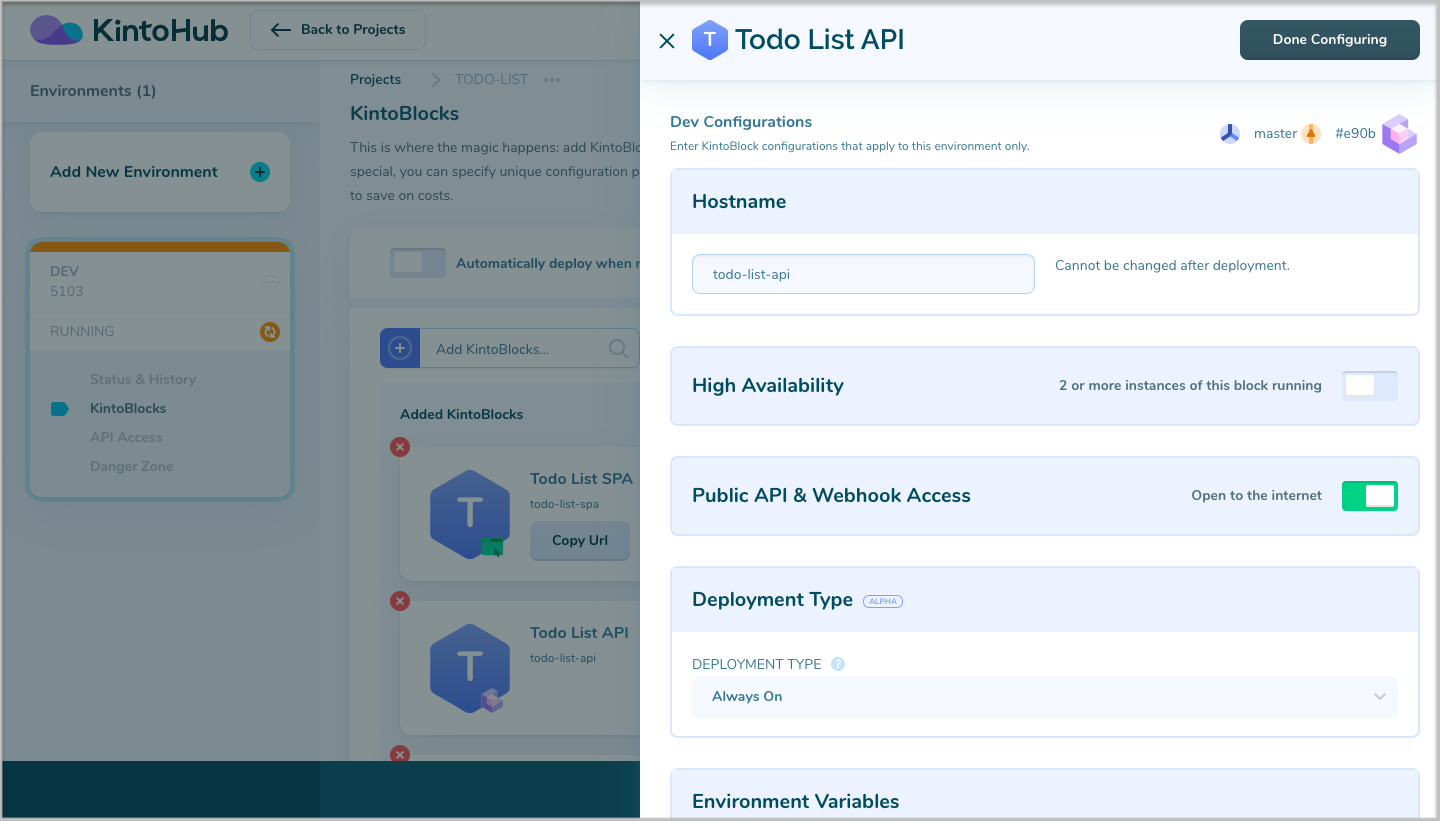 KintoHub
Back to Projects
Environments (1)
Add New Environment
DEV
5103
RUNNING
Status & History
KintoBlocks
API Access
Danger Zone
Projects
TODO-LIST
KintoBlocks
This is where the magic happens: add KintoBlo
special, you can specify unique configuration p
to save on costs.
Automatically deploy when n
Add KintoBlocks...
Added KintoBlocks
T
Todo List SPA
todo-list-spa
Copy Url
T
Todo List API
todo-list-api
T
Todo List API
Done Configuring
Dev Configurations
Enter KintoBlock configurations that apply to this environment only.
master
#e90b
Hostname
todo-list-api
Cannot be changed after deployment.
High Availability
2 or more instances of this block running
Public API & Webhook Access
Open to the internet
Deployment Type
ALPHA
DEPLOYMENT TYPE ?
Always On
Environment Variables